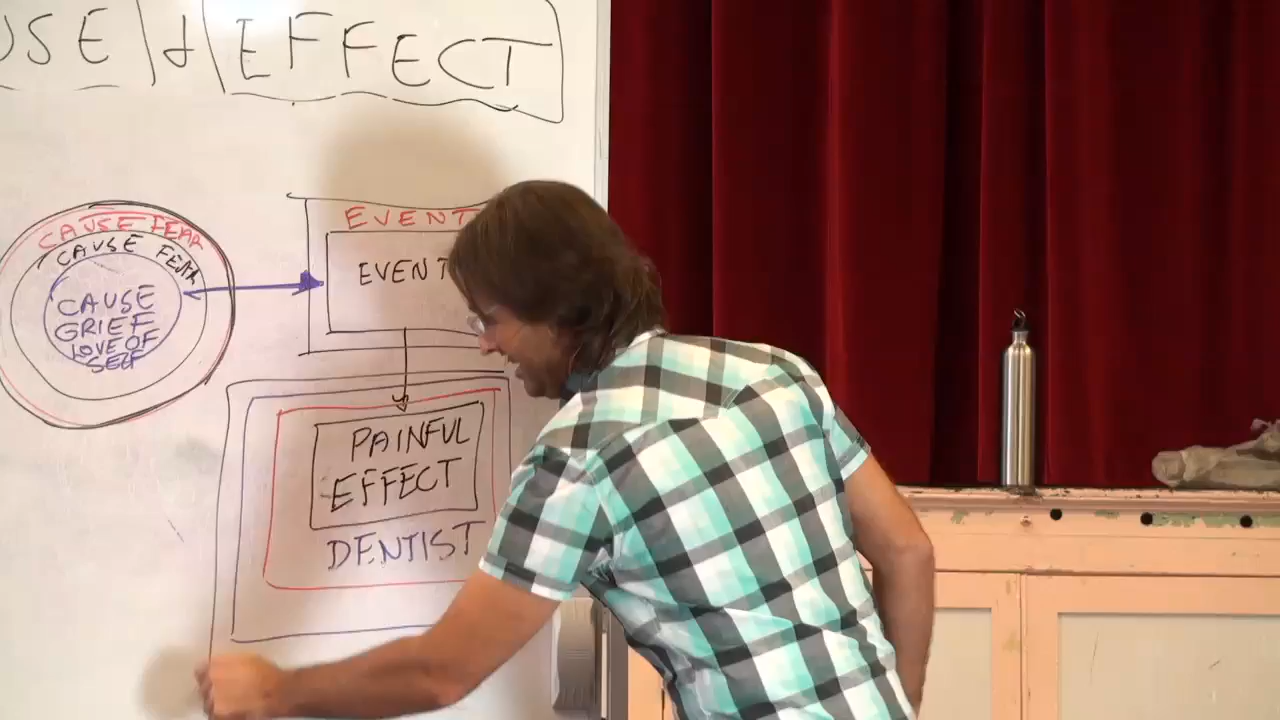 USE & EFFECT
CAUSE FEAR
CAUSE FEAR
CAUSE
GRIEF
LOVE OF
SELF
EVENT
EVENT
PAINFUL
EFFECT
DENTIST